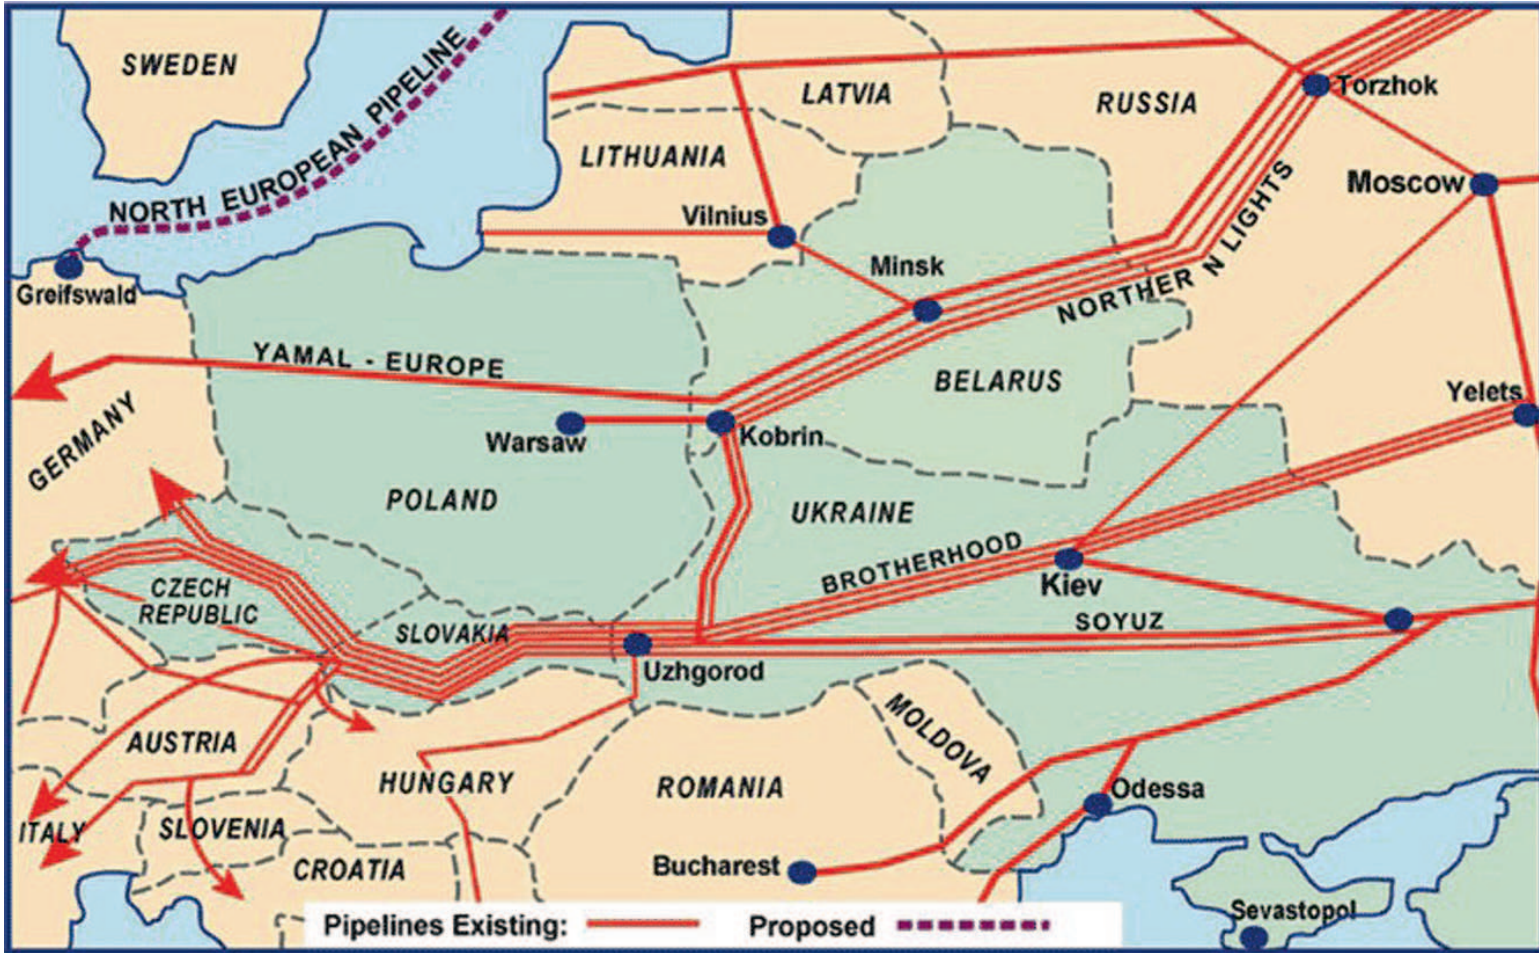 SWEDEN
NORTH EUROPEAN PIPELINE
LATVIA
RUSSIA
Torzhok
LITHUANIA
Moscow
Vilnius
NORTHERN LIGHTS
Minsk
Greifswald
YAMAL - EUROPE
BELARUS
Yelets
GERMANY
Warsaw
Kobrin
POLAND
UKRAINE
BROTHERHOOD
Kiev
CZECH
REPUBLIC
SLOVAKIA
SOYUZ
Uzhgorod
MOLDOVA
AUSTRIA
HUNGARY
ROMANIA
Odessa
ITALY
SLOVENIA
CROATIA
Bucharest
Sevastopol
Pipelines Existing:
Proposed